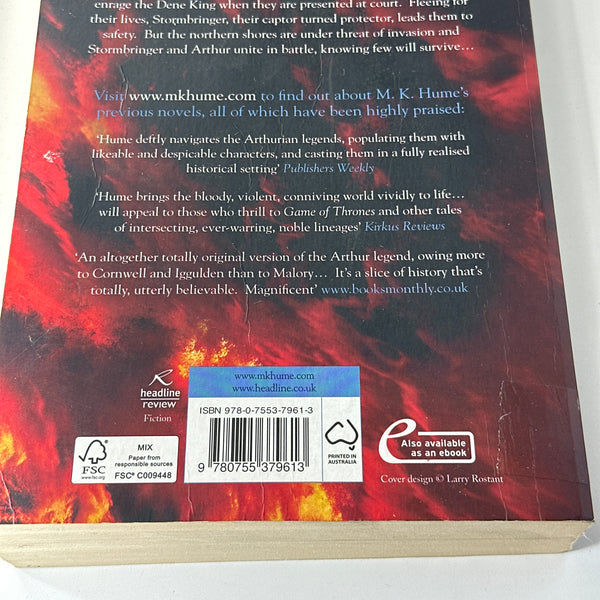 enrage the Dene King when they are presented at court. Fleeing for
their lives, Stormbringer, their captor turned protector, leads them to
safety. But the northern shores are under threat of invasion and
Stormbringer and Arthur unite in battle, knowing few will survive…
Visit www.mkhume.com to find out about M. K. Hume's
previous novels, all of which have been highly praised:
'Hume deftly navigates the Arthurian legends, populating them with
likeable and despicable characters, and casting them in a fully realised
historical setting' Publishers Weekly
'Hume brings the bloody, violent, conniving world vividly to life…
will appeal to those who thrill to Game of Thrones and other tales
of intersecting, ever-warring, noble lineages' Kirkus Reviews
'An altogether totally original version of the Arthur legend, owing more
to Cornwell and Iggulden than to Malory… It's a slice of history that's
totally, utterly believable. Magnificent' www.booksmonthly.co.uk
headline
review
Fiction
FSC
www.fsc.org
MIX
Paper from
responsible sources
FSC® C009448
www.mkhume.com
www.headline.co.uk
ISBN 978-0-7553-7961-3
9 780755 379613
PRINTED IN
AUSTRALIA
e
Also available
as an ebook
Cover design © Larry Rostant